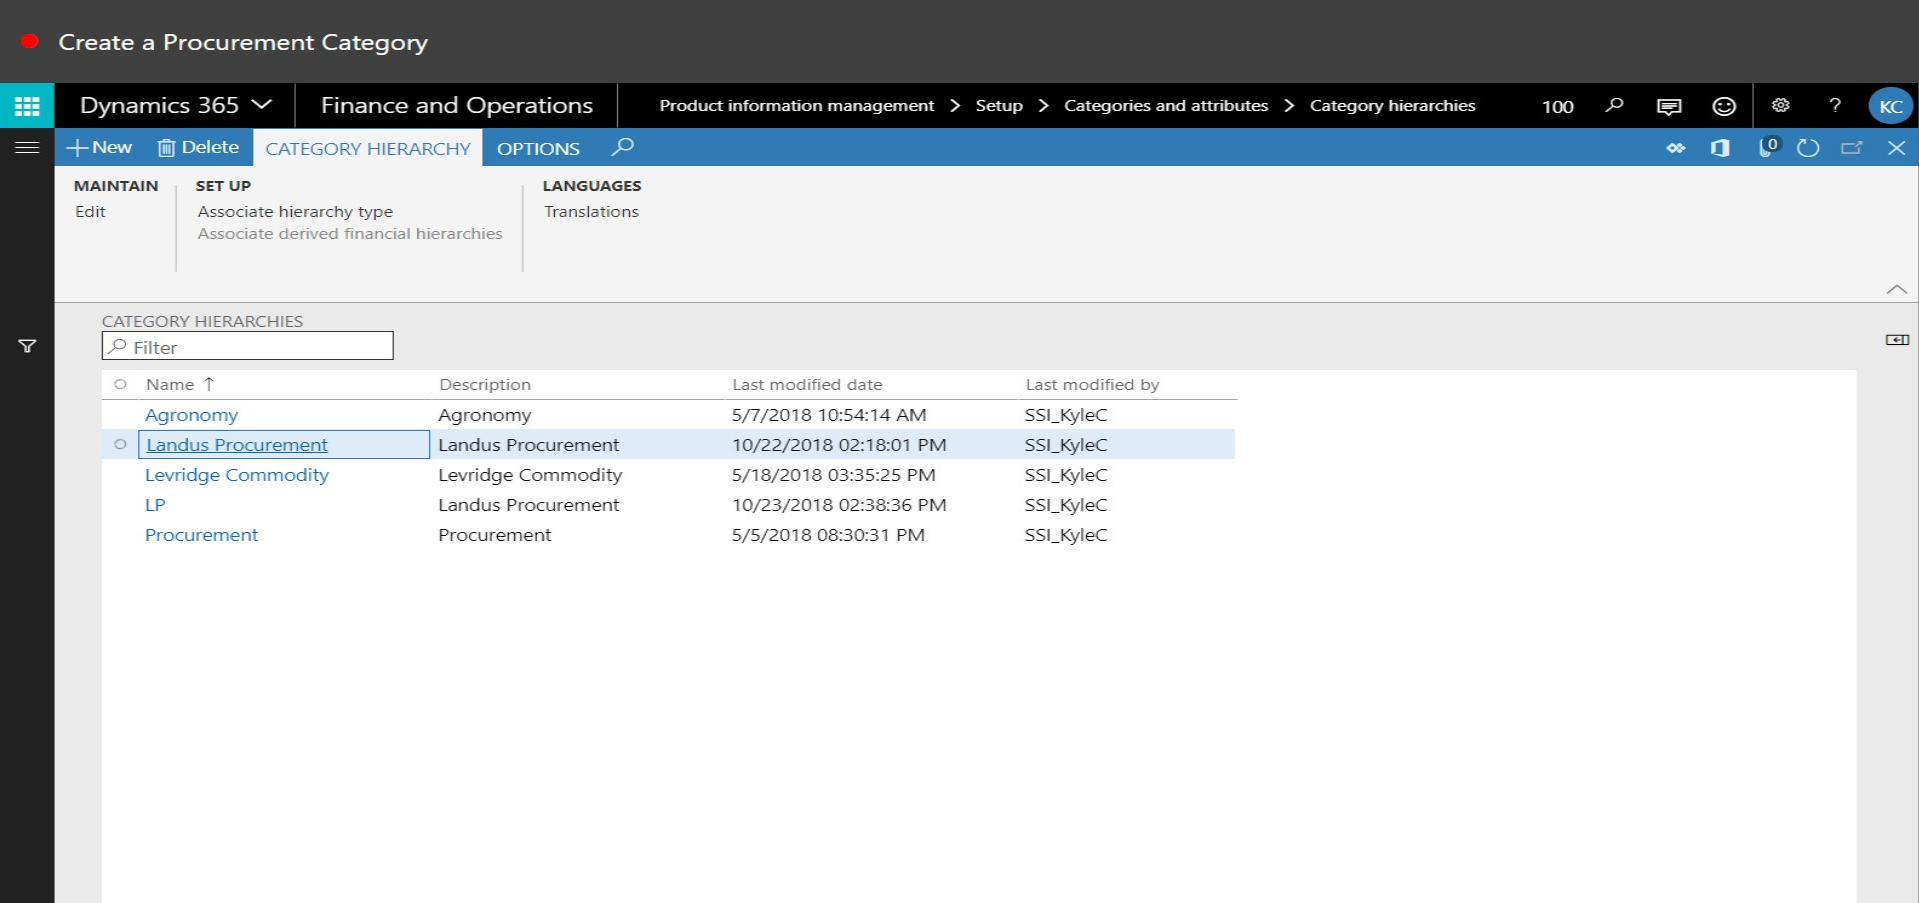 Create a Procurement Category
Dynamics 365 Finance and Operations Product information management > Setup > Categories and attributes > Category hierarchies 100 ? KC
New Delete CATEGORY HIERARCHY OPTIONS 0
MAINTAIN SET UP LANGUAGES
Edit Associate hierarchy type Translations
Associate derived financial hierarchies
CATEGORY HIERARCHIES
Filter
Name ↑ Description Last modified date Last modified by
Agronomy Agronomy 5/7/2018 10:54:14 AM SSI_KyleC
Landus Procurement Landus Procurement 10/22/2018 02:18:01 PM SSI_KyleC
Levridge Commodity Levridge Commodity 5/18/2018 03:35:25 PM SSI_KyleC
LP Landus Procurement 10/23/2018 02:38:36 PM SSI_KyleC
Procurement Procurement 5/5/2018 08:30:31 PM SSI_KyleC